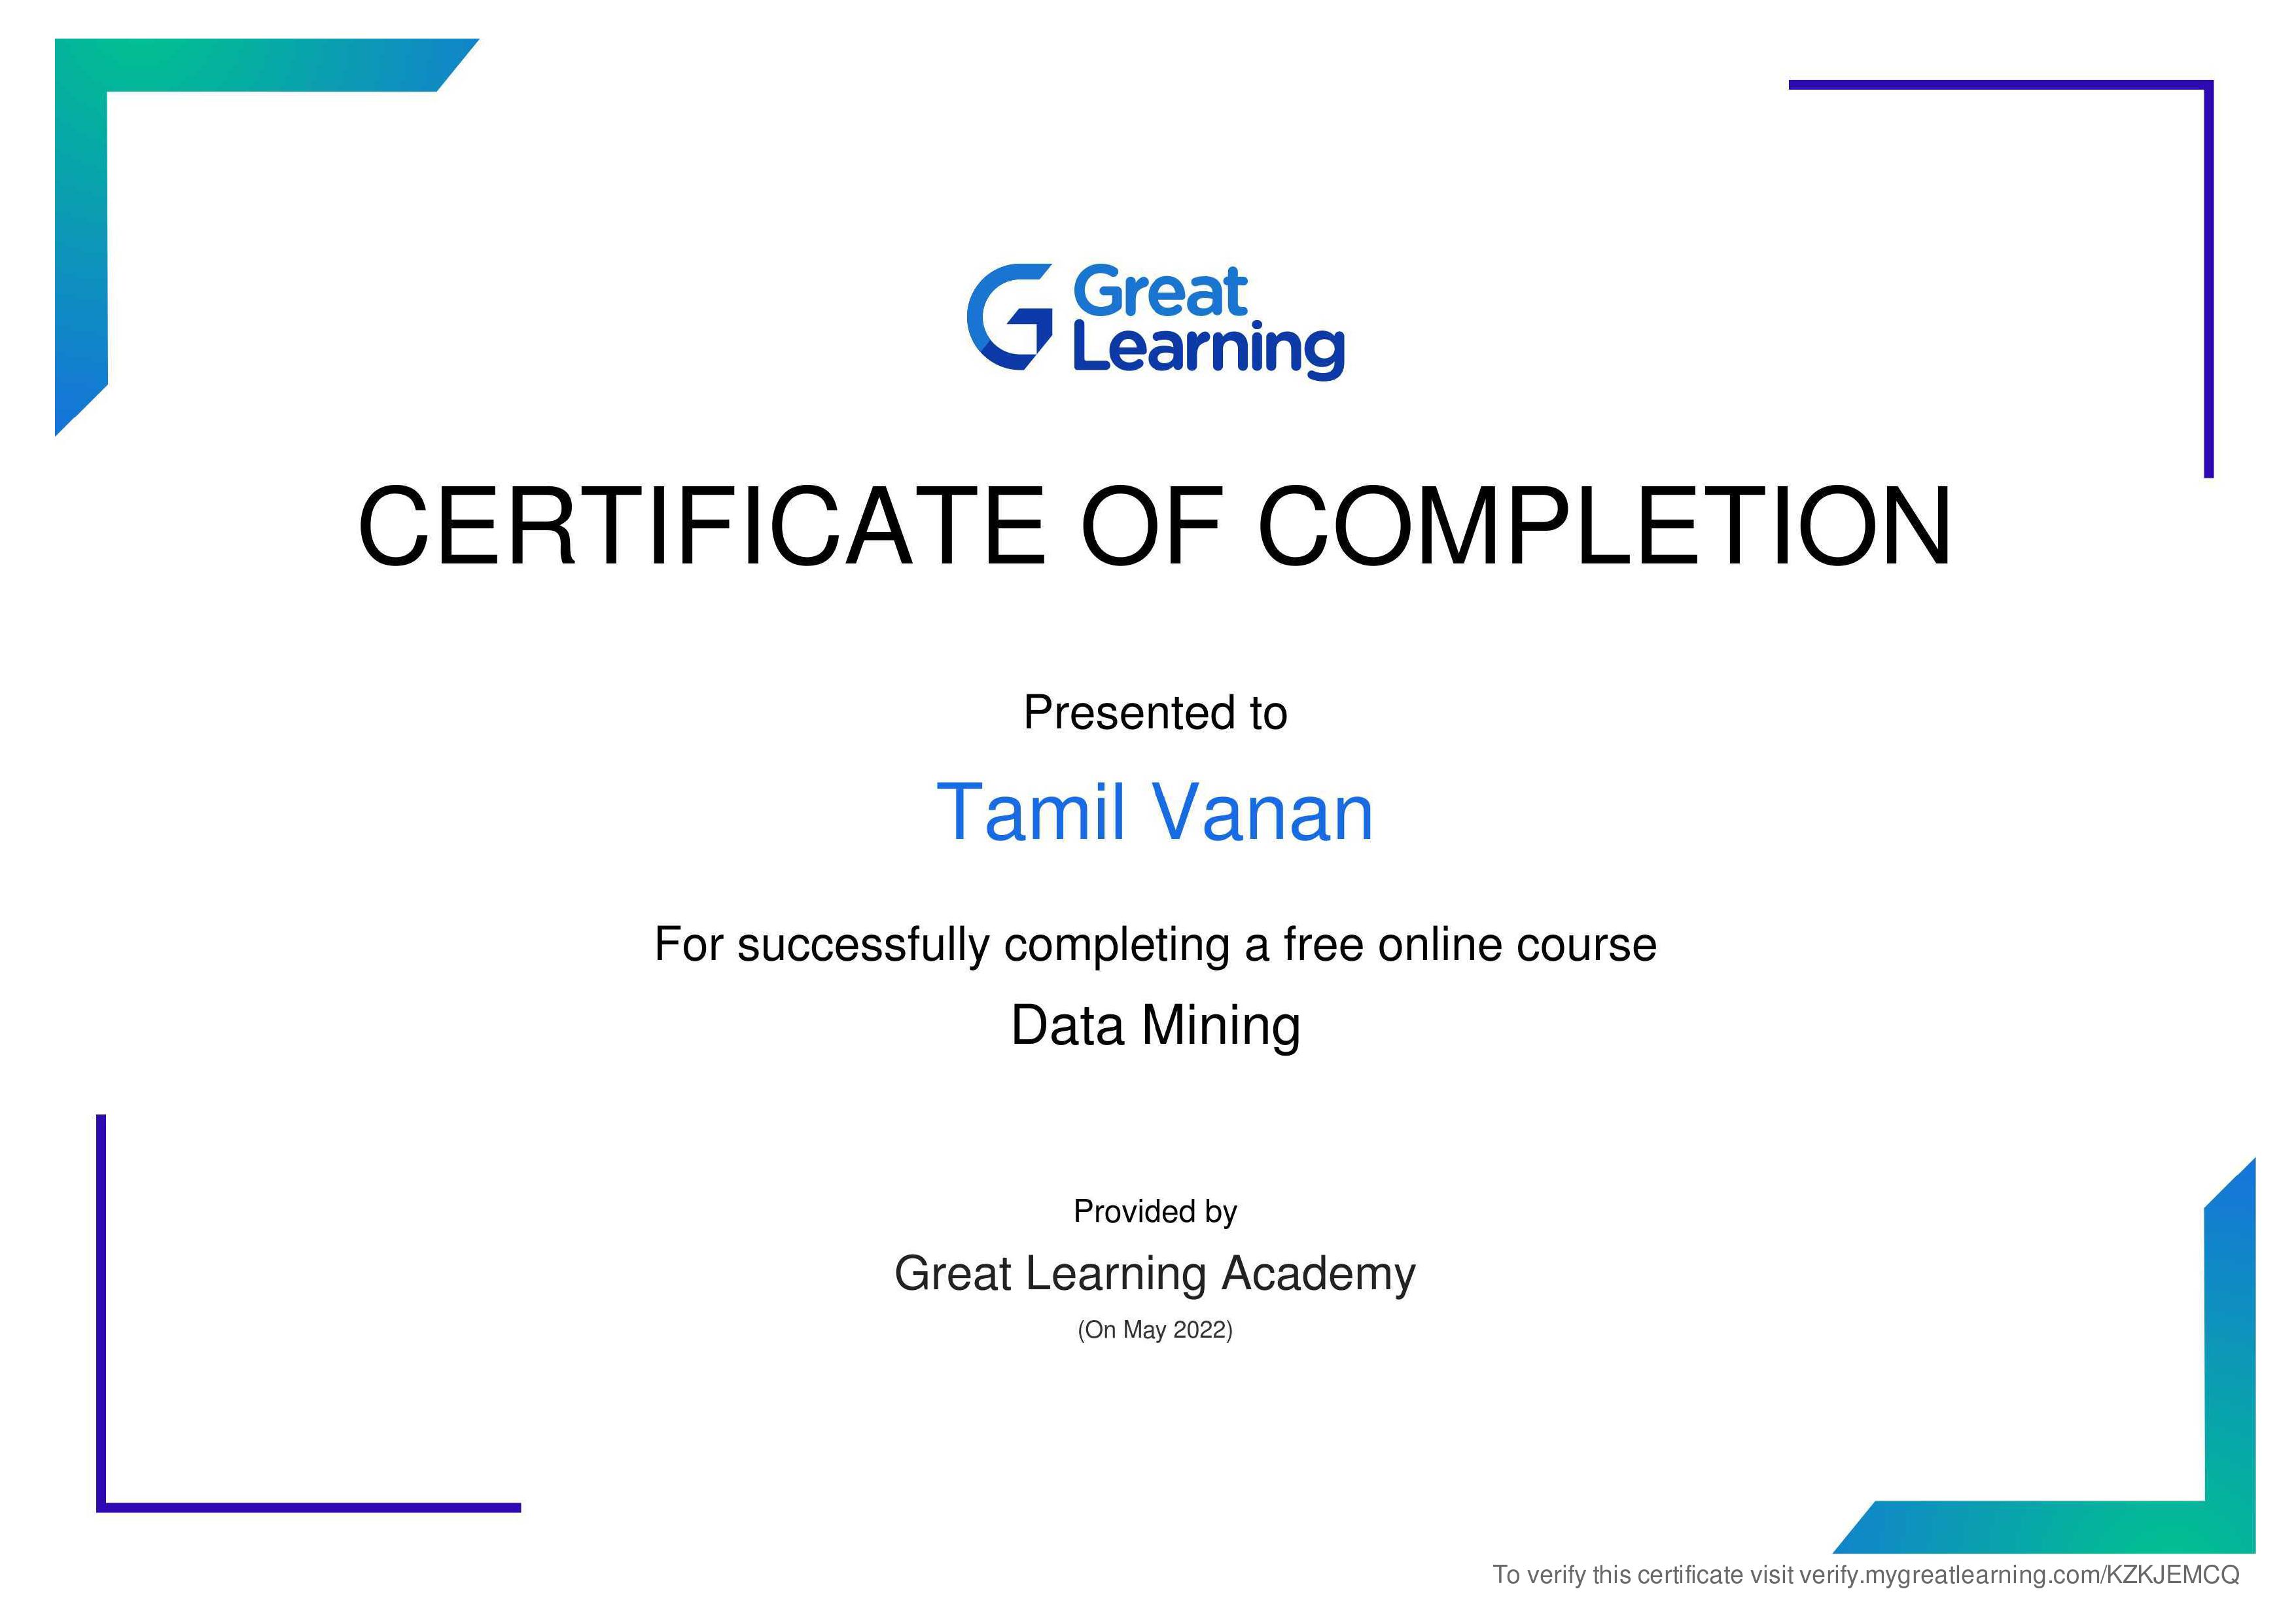 Great
Learning
CERTIFICATE OF COMPLETION
Presented to
Tamil Vanan
For successfully completing a free online course
Data Mining
Provided by
Great Learning Academy
(On May 2022)
To verify this certificate visit verify.mygreatlearning.com/KZKJEMCQ